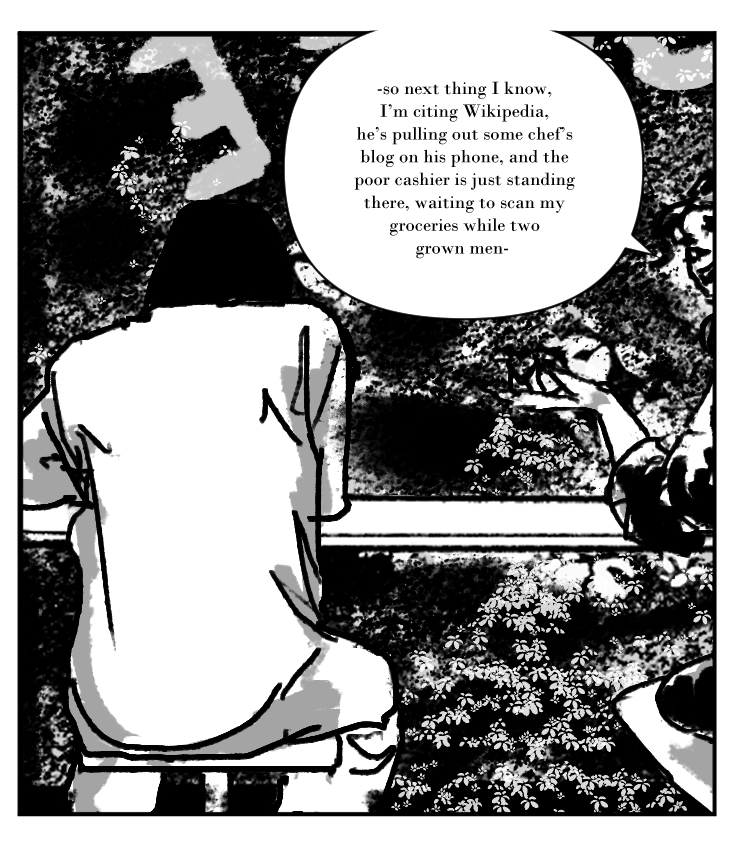 -so next thing I know,
I'm citing Wikipedia,
he's pulling out some chef's
blog on his phone, and the
poor cashier is just standing
there, waiting to scan my
groceries while two
grown men-